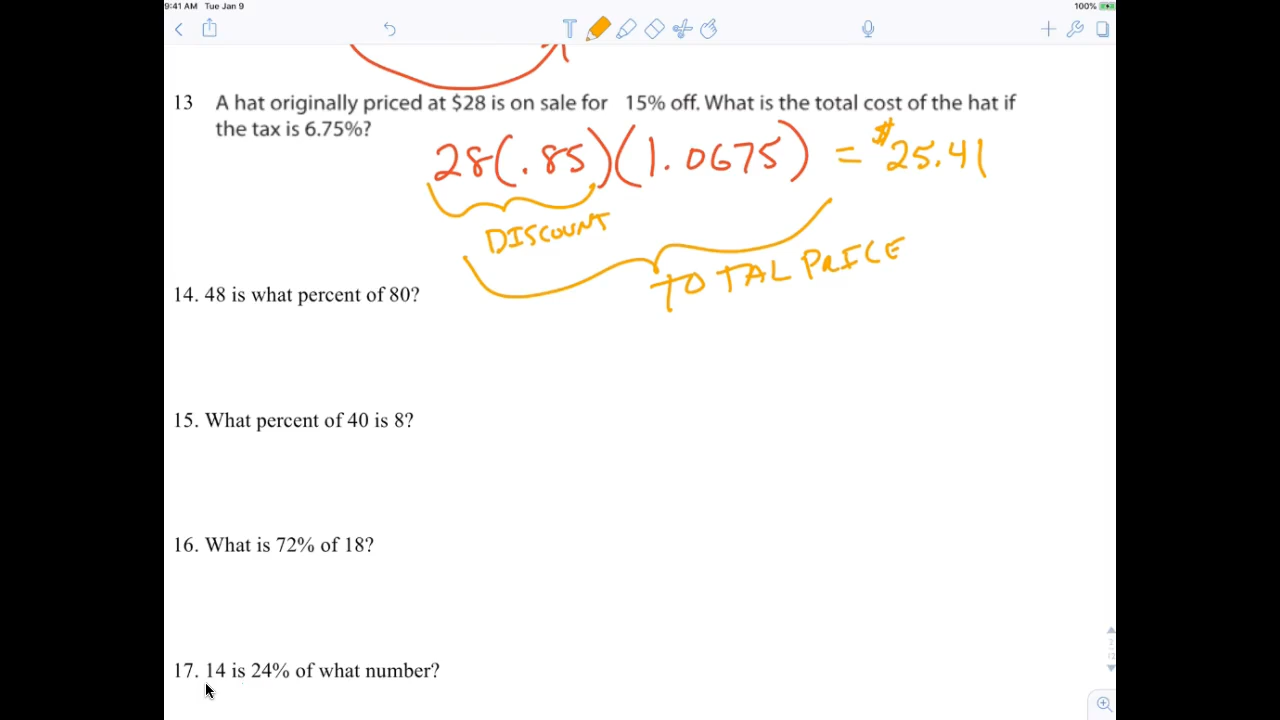 9:41 AM Tue Jan 9 100%
T
13 A hat originally priced at $28 is on sale for 15% off. What is the total cost of the hat if
the tax is 6.75%?
28(.85)(1.0675) = $25.41
DISCOUNT
TOTAL PRICE
14. 48 is what percent of 80?
15. What percent of 40 is 8?
16. What is 72% of 18?
17. 14 is 24% of what number?